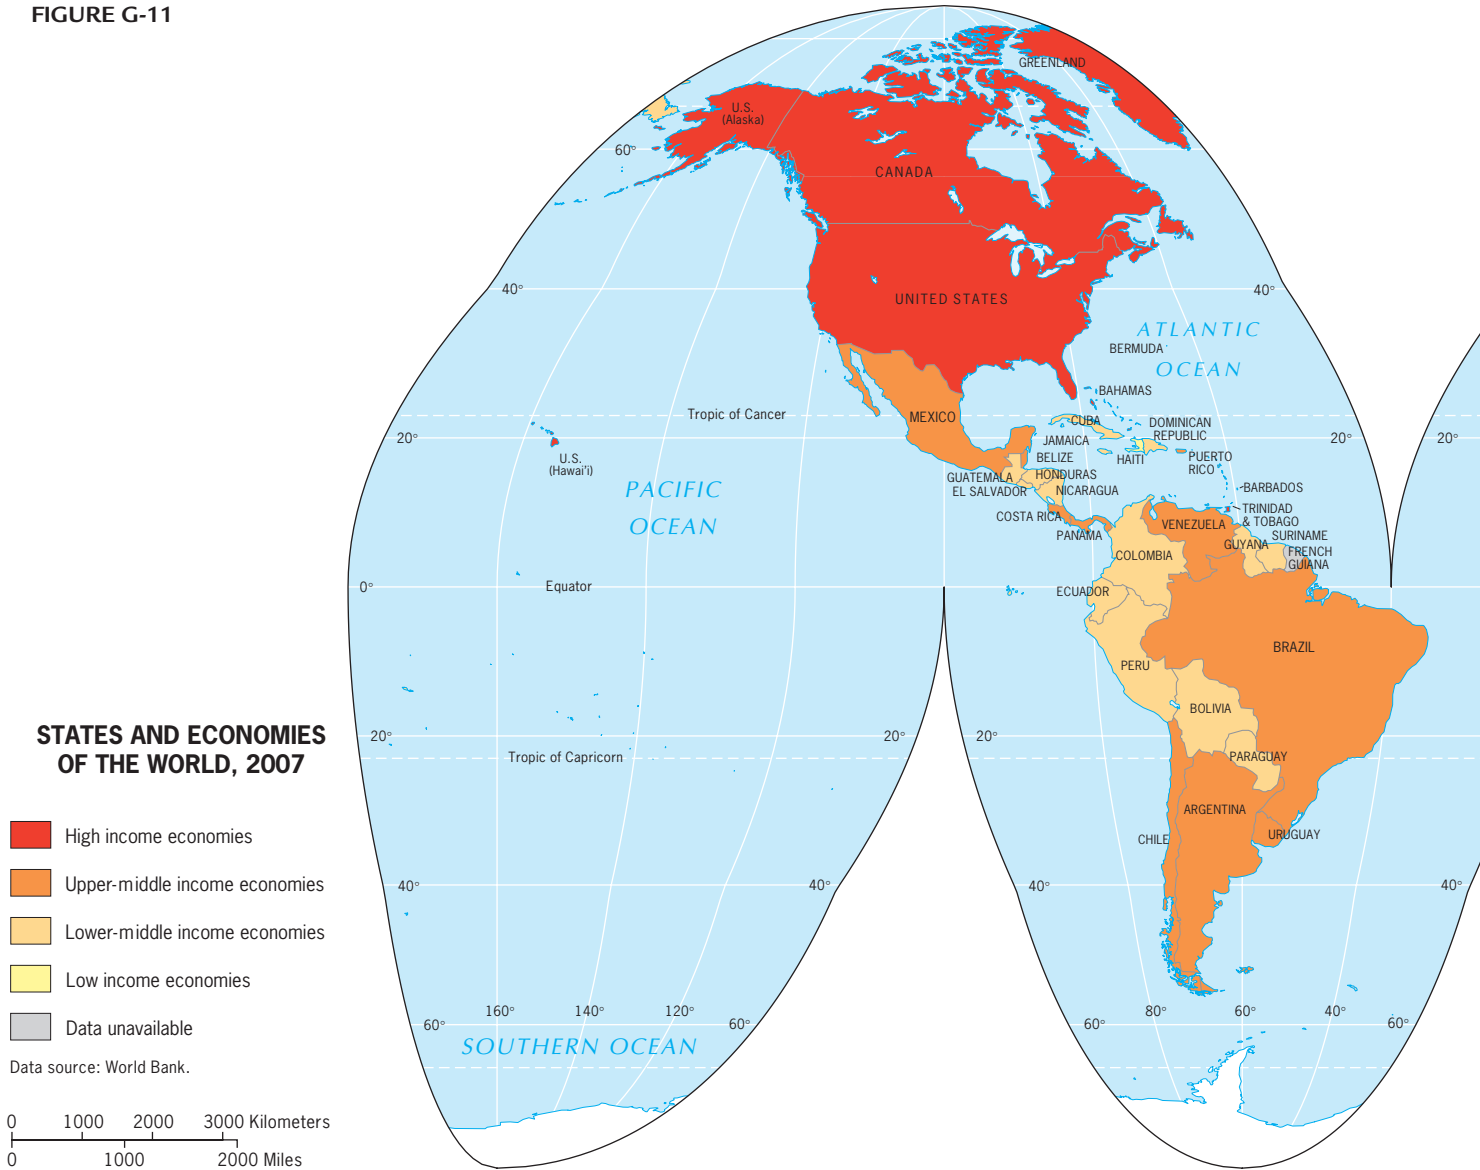 FIGURE G-11
GREENLAND
U.S.
(Alaska)
60°
CANADA
40°
UNITED STATES
40°
ATLANTIC
OCEAN
BERMUDA
BAHAMAS
Tropic of Cancer
MEXICO
CUBA
DOMINICAN
REPUBLIC
20°
JAMAICA
20°
20°
U.S.
(Hawai'i)
BELIZE
HAITI
PUERTO
RICO
GUATEMALA
HONDURAS
EL SALVADOR
NICARAGUA
BARBADOS
PACIFIC
OCEAN
COSTA RICA
TRINIDAD
& TOBAGO
PANAMA
VENEZUELA
SURINAME
GUYANA
FRENCH
GUIANA
COLOMBIA
0°
Equator
ECUADOR
BRAZIL
PERU
BOLIVIA
20°
20°
20°
Tropic of Capricorn
PARAGUAY
ARGENTINA
CHILE
URUGUAY
40°
40°
40°
40°
160°
140°
120°
60°
60°
60°
80°
60°
40°
60°
SOUTHERN OCEAN
STATES AND ECONOMIES
OF THE WORLD, 2007
High income economies
Upper-middle income economies
Lower-middle income economies
Low income economies
Data unavailable
Data source: World Bank.
0 1000 2000 3000 Kilometers
0 1000 2000 Miles